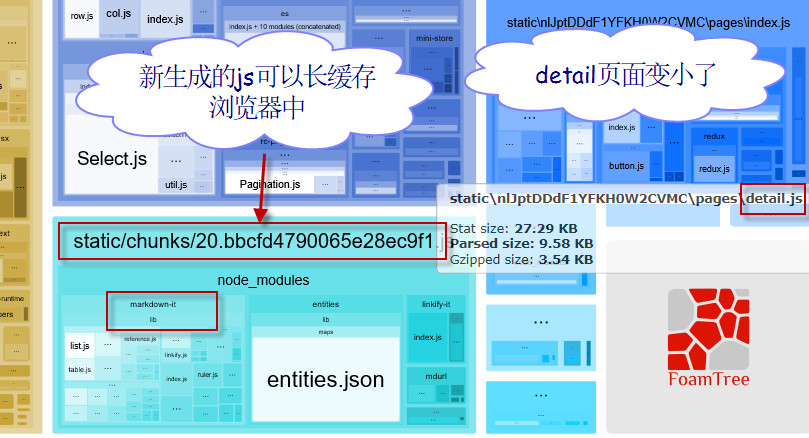 row.js
col.js
index.js
es
index.js + 10 modules (concatenated)
mini-store
static\nlJptDDdF1YFKH0W2CVMC\pages\index.js
新生成的js可以长缓存
浏览器中
detail页面变小了
Select.js
util.js
Pagination.js
index.js
button.js
redux
redux.js
static\nlJptDDdF1YFKH0W2CVMC\pages\detail.js
Stat size: 27.29 KB
Parsed size: 9.58 KB
Gzipped size: 3.54 KB
static/chunks/20.bbcfd4790065e28ec9f1.js
node_modules
markdown-it
lib
list.js
reference.js
linkify.js
table.js
index.js
ruler.js
entities
lib
maps
entities.json
linkify-it
index.js
mdurl
FoamTree